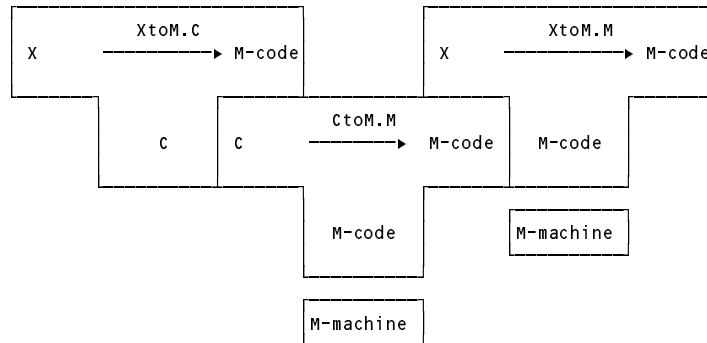 XtoM.C XtoM.M
X M-code X M-code
CtoM.M
C C M-code M-code
M-code M-machine
M-machine